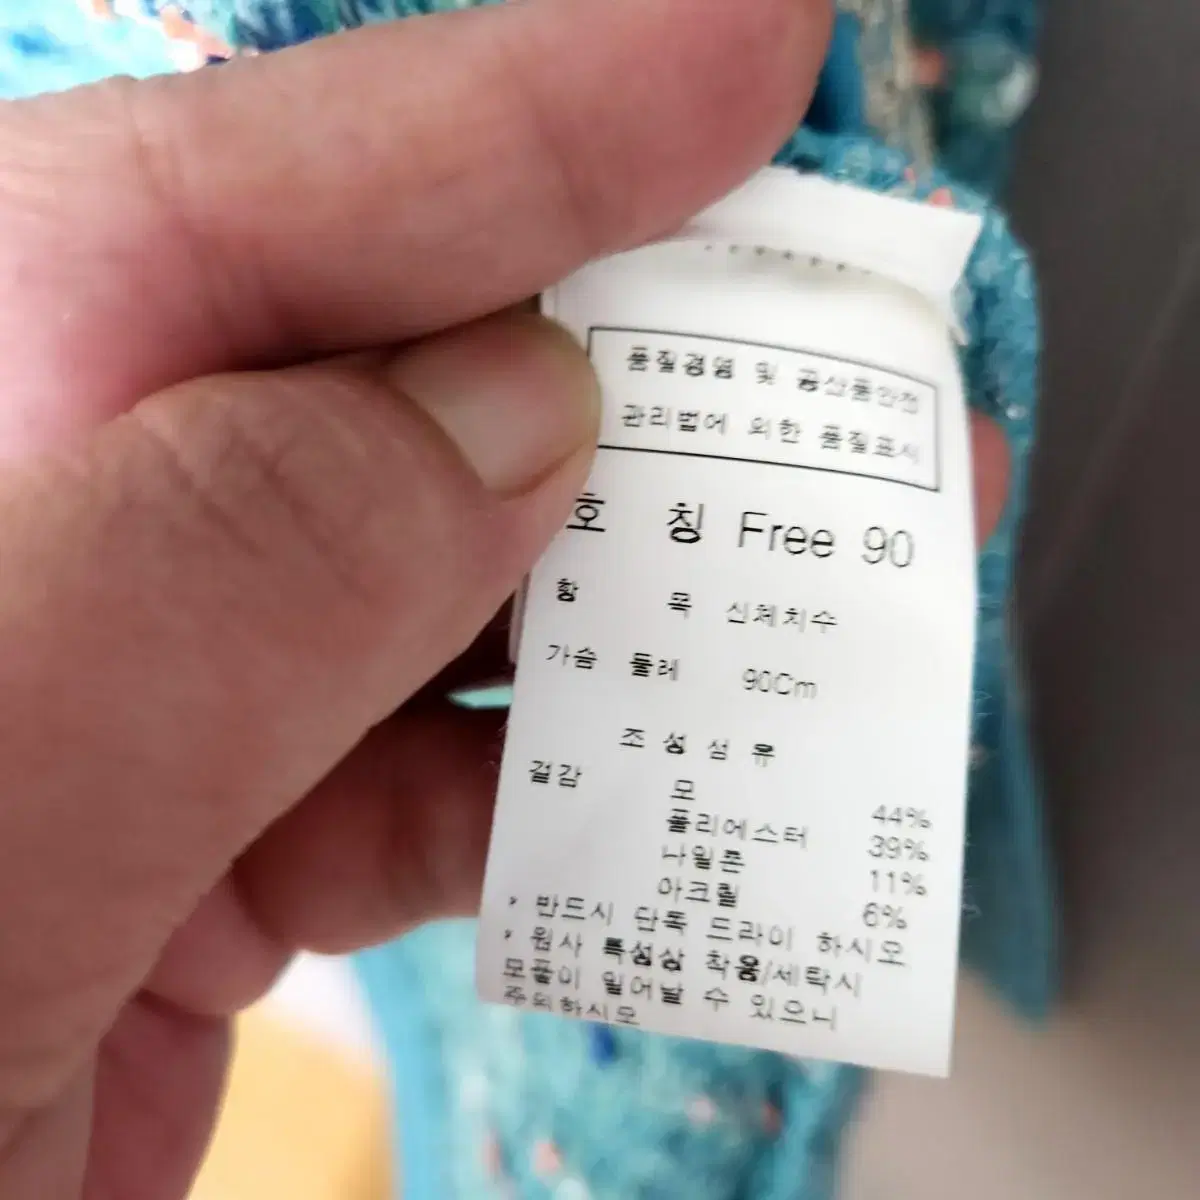 품질경영 및 공산품안전
관리법에 의한 품질표시
호 칭 Free 90
항 목 신체치수
가슴 둘레 90Cm
조 성 섬 유
겉감 모 44%
폴리에스터 39%
나일론 11%
아크릴 6%
* 반드시 단독 드라이 하시오
* 원사 특성상 착용/세탁시
모풀이 일어날 수 있으니
주의하시오